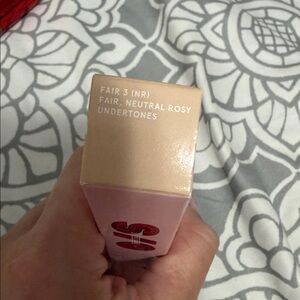 FAIR 3 (NR)
FAIR, NEUTRAL ROSY
UNDERTONES